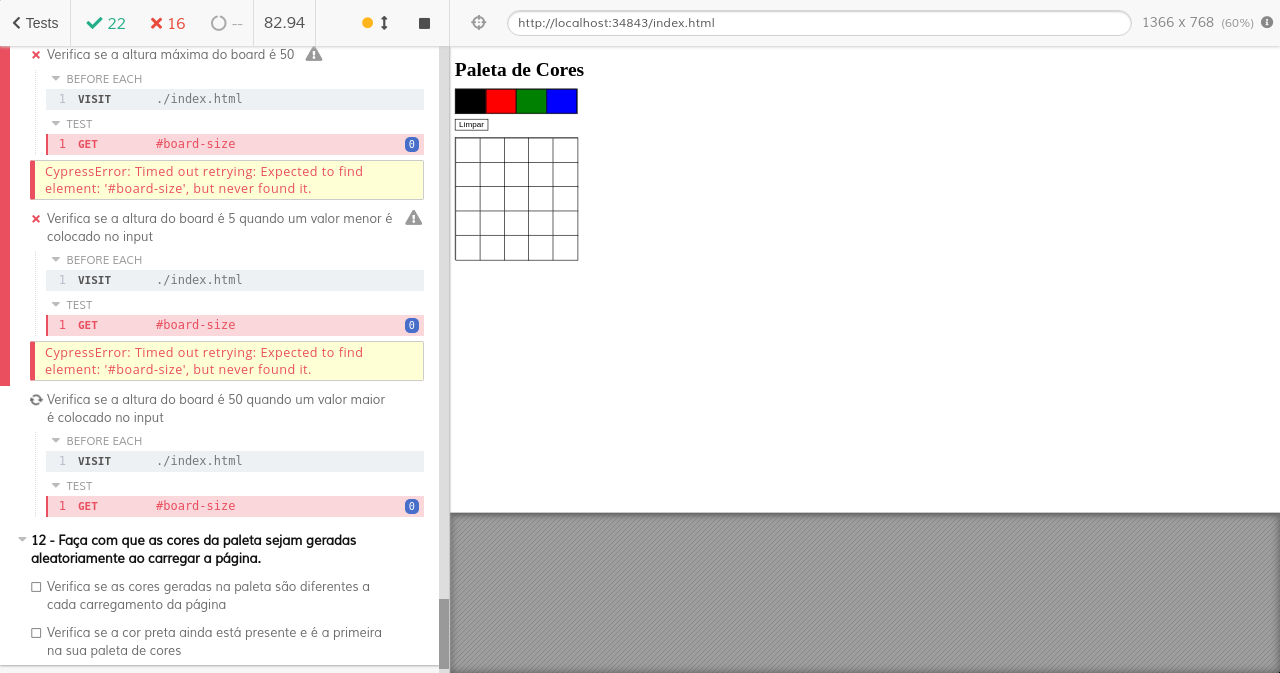 Tests 22 16 -- 82.94
http://localhost:34843/index.html 1366 x 768 (60%)
Verifica se a altura máxima do board é 50
BEFORE EACH
1 VISIT ./index.html
TEST
1 GET #board-size 0
CypressError: Timed out retrying: Expected to find
element: '#board-size', but never found it.
Verifica se a altura do board é 5 quando um valor menor é
colocado no input
BEFORE EACH
1 VISIT ./index.html
TEST
1 GET #board-size 0
CypressError: Timed out retrying: Expected to find
element: '#board-size', but never found it.
Verifica se a altura do board é 50 quando um valor maior
é colocado no input
BEFORE EACH
1 VISIT ./index.html
TEST
1 GET #board-size 0
12 - Faça com que as cores da paleta sejam geradas
aleatoriamente ao carregar a página.
Verifica se as cores geradas na paleta são diferentes a
cada carregamento da página
Verifica se a cor preta ainda está presente e é a primeira
na sua paleta de cores
Paleta de Cores
Limpar